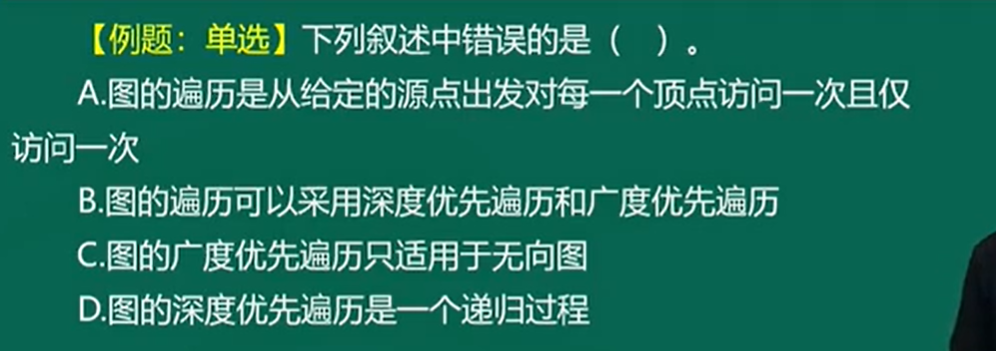 【例题：单选】下列叙述中错误的是（　）。
A.图的遍历是从给定的源点出发对每一个顶点访问一次且仅
访问一次
B.图的遍历可以采用深度优先遍历和广度优先遍历
C.图的广度优先遍历只适用于无向图
D.图的深度优先遍历是一个递归过程